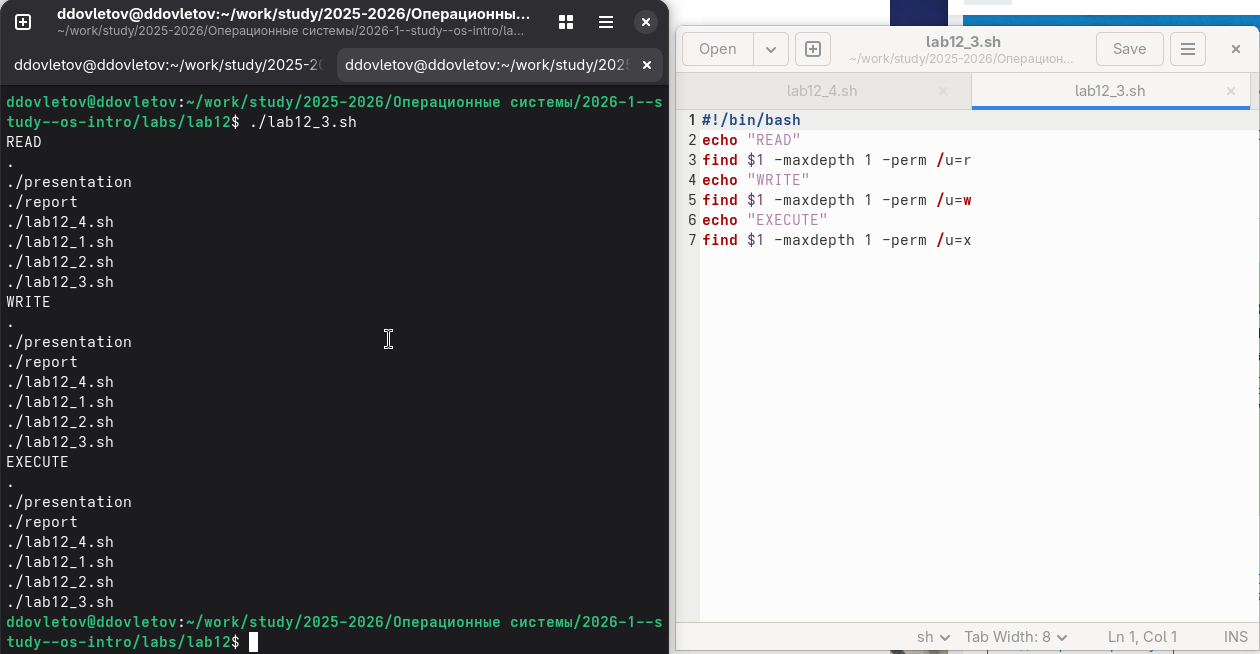 ddovletov@ddovletov:~/work/study/2025-2026/Операционны...
~/work/study/2025-2026/Операционные системы/2026-1--study--os-intro/la...
ddovletov@ddovletov:~/work/study/2025-2
ddovletov@ddovletov:~/work/study/2025
ddovletov@ddovletov:~/work/study/2025-2026/Операционные системы/2026-1--s
tudy--os-intro/labs/lab12$ ./lab12_3.sh
READ
.
./presentation
./report
./lab12_4.sh
./lab12_1.sh
./lab12_2.sh
./lab12_3.sh
WRITE
.
./presentation
./report
./lab12_4.sh
./lab12_1.sh
./lab12_2.sh
./lab12_3.sh
EXECUTE
.
./presentation
./report
./lab12_4.sh
./lab12_1.sh
./lab12_2.sh
./lab12_3.sh
ddovletov@ddovletov:~/work/study/2025-2026/Операционные системы/2026-1--s
tudy--os-intro/labs/lab12$
Open
lab12_3.sh
~/work/study/2025-2026/Операцион...
Save
lab12_4.sh
lab12_3.sh
1 #!/bin/bash
2 echo "READ"
3 find $1 -maxdepth 1 -perm /u=r
4 echo "WRITE"
5 find $1 -maxdepth 1 -perm /u=w
6 echo "EXECUTE"
7 find $1 -maxdepth 1 -perm /u=x
sh Tab Width: 8 Ln 1, Col 1 INS